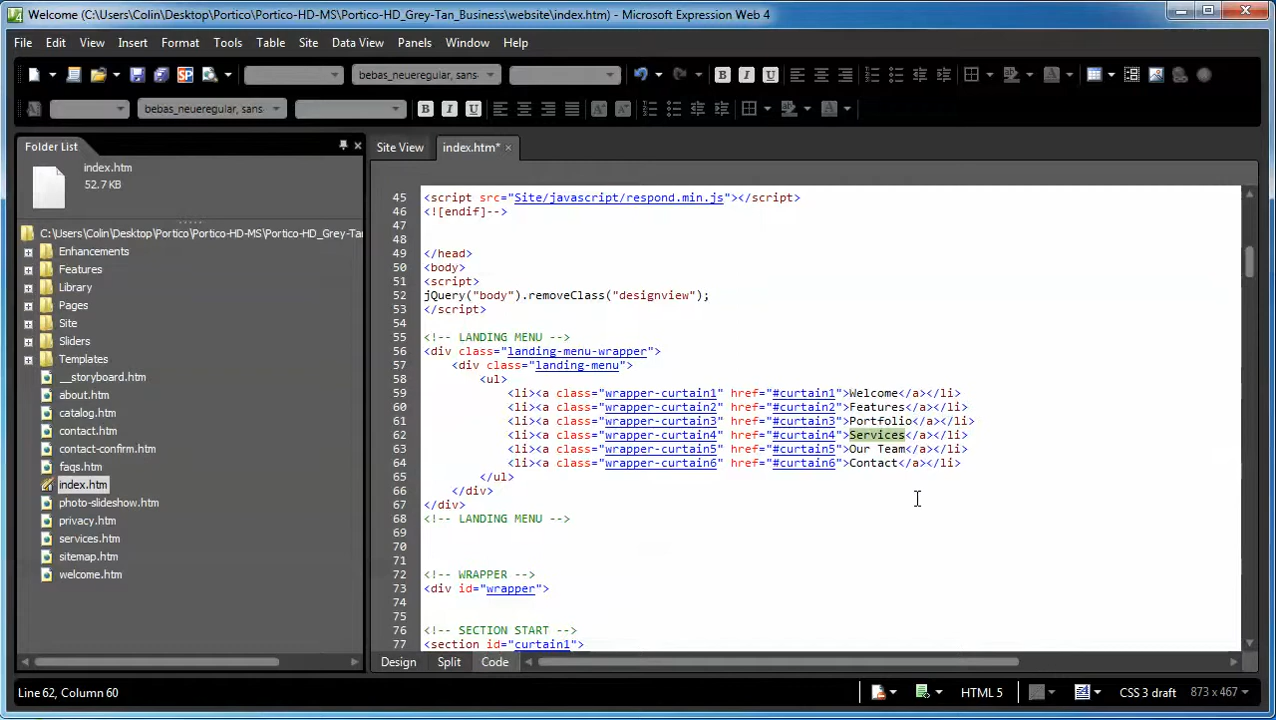 Welcome (C:\Users\Colin\Desktop\Portico\Portico-HD-MS\Portico-HD_Grey-Tan_Business\website\index.htm) - Microsoft Expression Web 4
File Edit View Insert Format Tools Table Site Data View Panels Window Help
bebas_neueregular, sans- B I U
bebas_neueregular, sans- B I U
Folder List
Site View index.htm*
index.htm
52.7 KB
C:\Users\Colin\Desktop\Portico\Portico-HD-MS\Portico-HD_Grey-Ta
Enhancements
Features
Library
Pages
Site
Sliders
Templates
__storyboard.htm
about.htm
catalog.htm
contact.htm
contact-confirm.htm
faqs.htm
index.htm
photo-slideshow.htm
privacy.htm
services.htm
sitemap.htm
welcome.htm
45 <script src="Site/javascript/respond.min.js"></script>
46 <![endif]-->
47
48
49 </head>
50 <body>
51 <script>
52 jQuery("body").removeClass("designview");
53 </script>
54
55 <!-- LANDING MENU -->
56 <div class="landing-menu-wrapper">
57 <div class="landing-menu">
58 <ul>
59 <li><a class="wrapper-curtain1" href="#curtain1">Welcome</a></li>
60 <li><a class="wrapper-curtain2" href="#curtain2">Features</a></li>
61 <li><a class="wrapper-curtain3" href="#curtain3">Portfolio</a></li>
62 <li><a class="wrapper-curtain4" href="#curtain4">Services</a></li>
63 <li><a class="wrapper-curtain5" href="#curtain5">Our Team</a></li>
64 <li><a class="wrapper-curtain6" href="#curtain6">Contact</a></li>
65 </ul>
66 </div>
67 </div>
68 <!-- LANDING MENU -->
69
70
71
72 <!-- WRAPPER -->
73 <div id="wrapper">
74
75
76 <!-- SECTION START -->
77 <section id="curtain1">
Design Split Code
Line 62, Column 60 HTML 5 CSS 3 draft 873 x 467